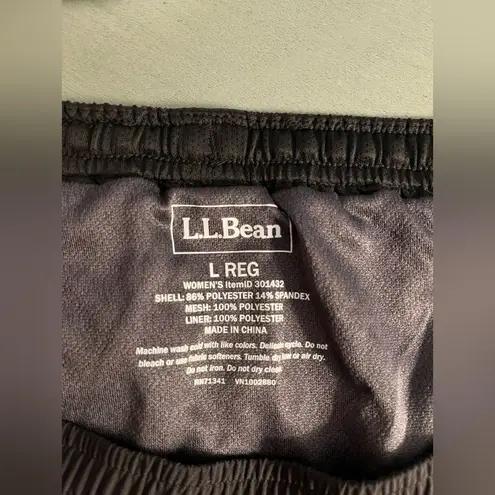 L.L.Bean
L REG
WOMEN'S ItemID 301432
SHELL: 86% POLYESTER 14% SPANDEX
MESH: 100% POLYESTER
LINER: 100% POLYESTER
MADE IN CHINA
Machine wash cold with like colors. Delicate cycle. Do not
bleach or use fabric softeners. Tumble dry low or air dry.
Do not iron. Do not dry clean.
RN71341 VN1002880